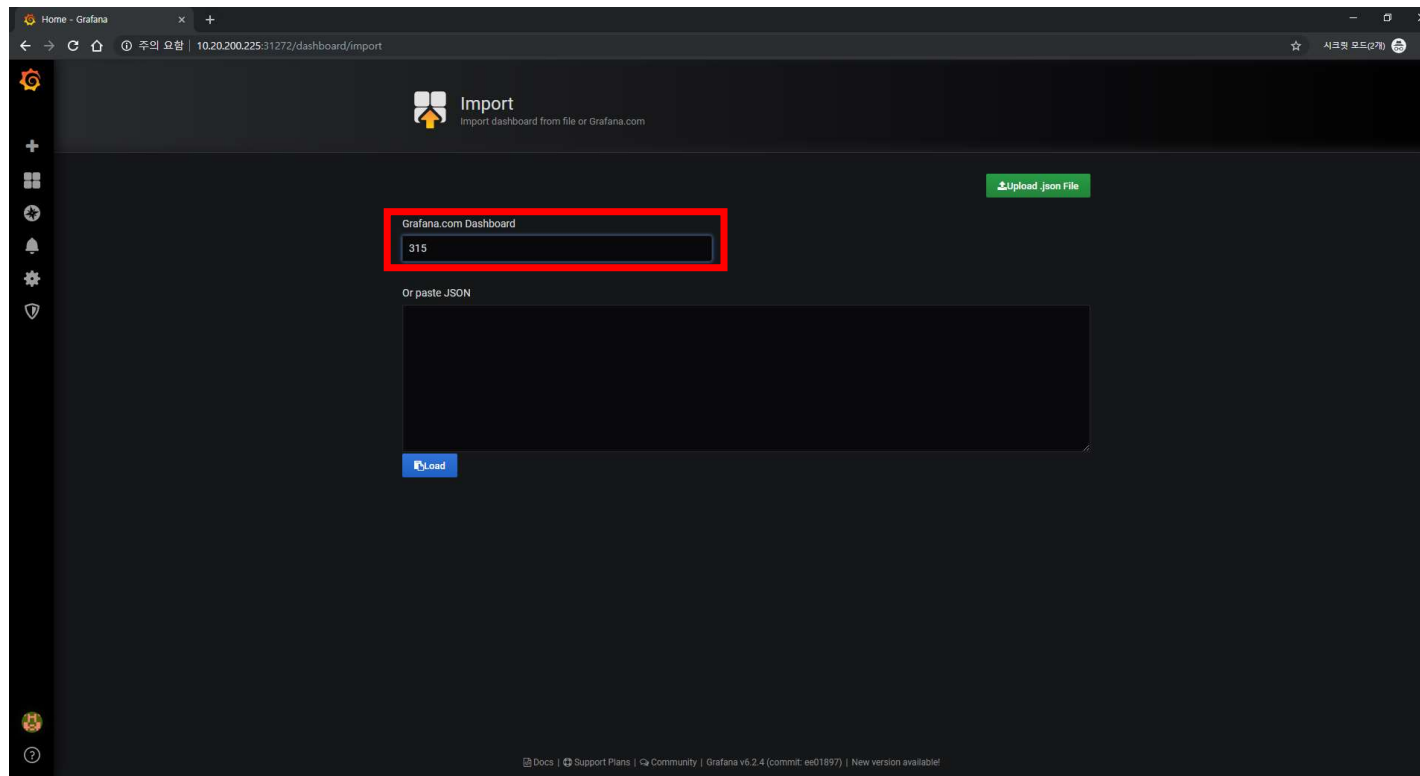 Home - Grafana
주의 요함 | 10.20.200.225:31272/dashboard/import
시크릿 모드(2개)
Import
Import dashboard from file or Grafana.com
Upload .json File
Grafana.com Dashboard
315
Or paste JSON
Load
Docs | Support Plans | Community | Grafana v6.2.4 (commit: ee01897) | New version available!